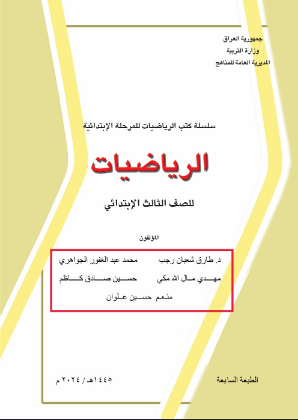 جمهورية العراق
وزارة التربية
المديرية العامة للمناهج
سلسلة كتب الرياضيات للمرحلة الإبتدائية
الرياضيات
للصف الثالث الإبتدائي
المؤلفون
د. طارق شعبان رجب محمد عبد الغفور الجواهري
مهدي مال الله مكي حسين صادق كاظم
منعم حسين علوان
الطبعة السابعة ١٤٤٥هـ / ٢٠٢٤م